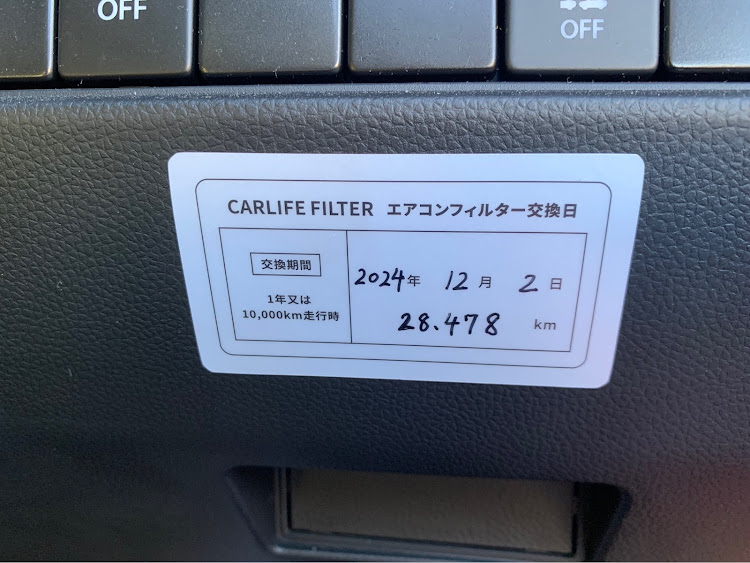 OFF
OFF
CARLIFE FILTER エアコンフィルター交換日
交換期間
1年又は
10,000km走行時
2024年 12月 2日
28.478 km